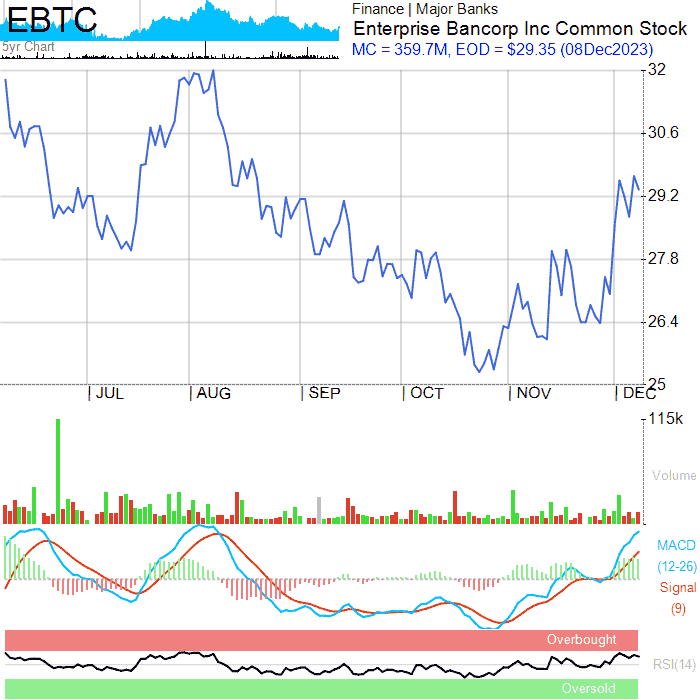 EBTC
5yr Chart
Finance | Major Banks
Enterprise Bancorp Inc Common Stock
MC = 359.7M, EOD = $29.35 (08Dec2023)
32
30.6
29.2
27.8
26.4
25
JUL AUG SEP OCT NOV DEC
115k
Volume
MACD
(12-26)
Signal
(9)
Overbought
RSI(14)
Oversold